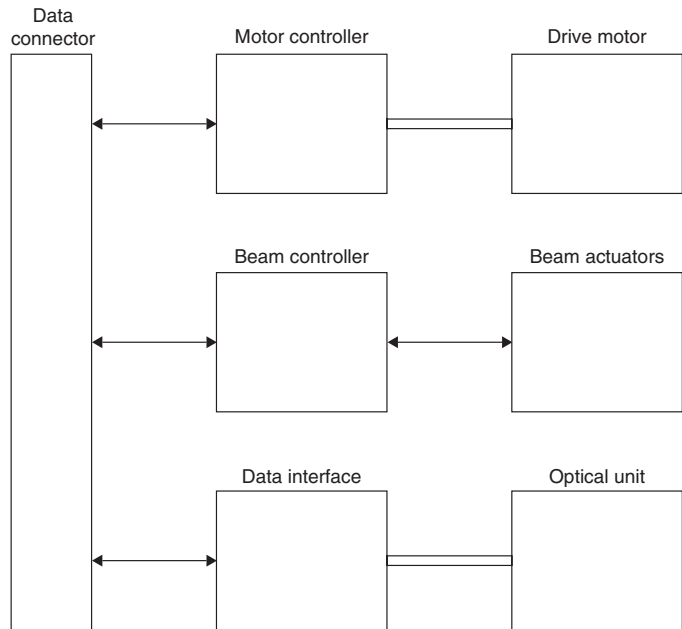 Data
connector
Motor controller
Drive motor
Beam controller
Beam actuators
Data interface
Optical unit